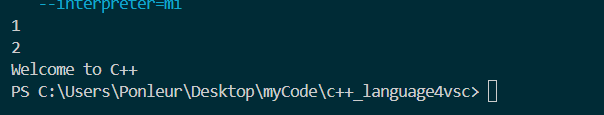 --interpreter=mi
1
2
Welcome to C++
PS C:\Users\Ponleur\Desktop\myCode\c++_language4vsc>